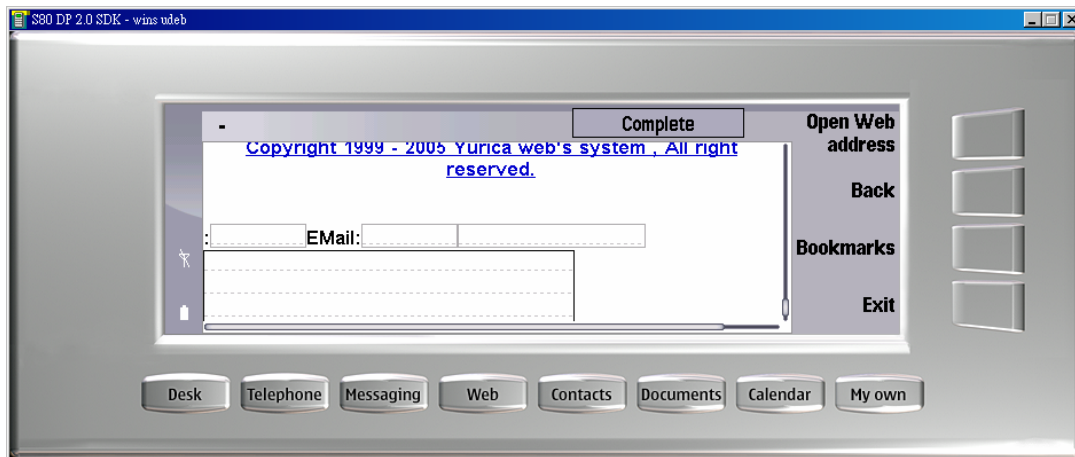 S80 DP 2.0 SDK - wins udeb
-
Complete
Copyright 1999 - 2005 Yurica web's system , All right
reserved.
: EMail:
Open Web
address
Back
Bookmarks
Exit
Desk Telephone Messaging Web Contacts Documents Calendar My own